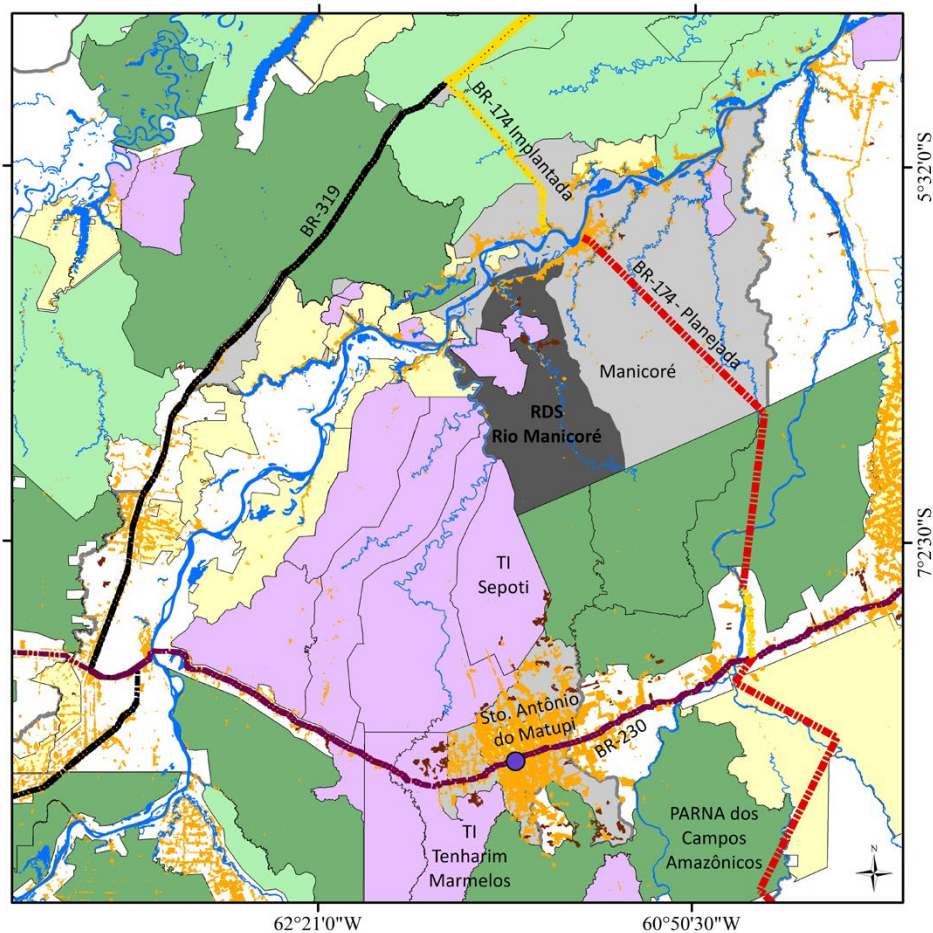 BR-174 Implantada
5°32'0"S
BR-319
BR-174 - Planejada
Manicoré
RDS
Rio Manicoré
7°2'30"S
TI
Sepoti
Sto. Antônio
do Matupi
BR-230
PARNA dos
Campos
Amazônicos
TI
Tenharim
Marmelos
N
62°21'0"W
60°50'30"W